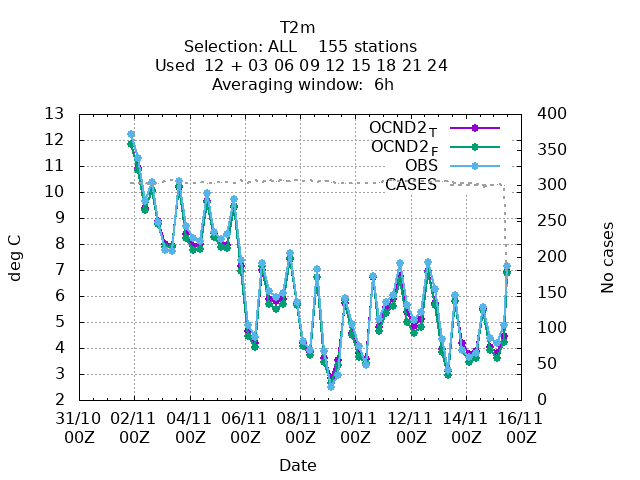 T2m
Selection: ALL    155 stations
Used  12 + 03 06 09 12 15 18 21 24
Averaging window:  6h
deg C
13
12
11
10
9
8
7
6
5
4
3
2
OCND2 T
OCND2 F
OBS
CASES
400
350
300
250
200
150
100
50
0
No cases
31/10 02/11 04/11 06/11 08/11 10/11 12/11 14/11 16/11
00Z 00Z 00Z 00Z 00Z 00Z 00Z 00Z 00Z
Date